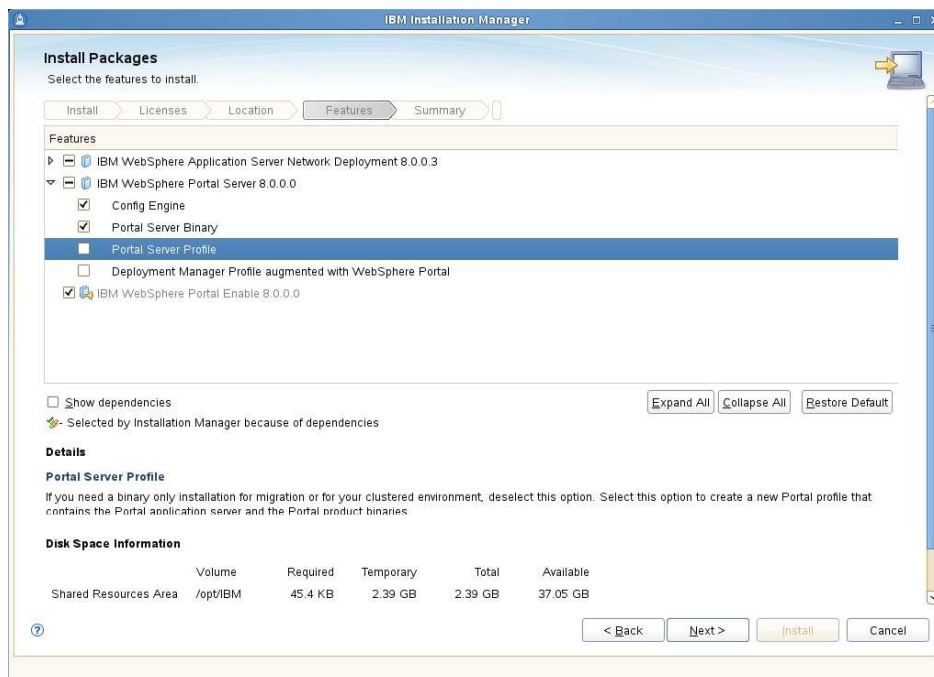 IBM Installation Manager
Install Packages
Select the features to install.
Install Licenses Location Features Summary
Features
IBM WebSphere Application Server Network Deployment 8.0.0.3
IBM WebSphere Portal Server 8.0.0.0
Config Engine
Portal Server Binary
Portal Server Profile
Deployment Manager Profile augmented with WebSphere Portal
IBM WebSphere Portal Enable 8.0.0.0
Show dependencies Expand All Collapse All Restore Default
- Selected by Installation Manager because of dependencies
Details
Portal Server Profile
If you need a binary only installation for migration or for your clustered environment, deselect this option. Select this option to create a new Portal profile that
contains the Portal application server and the Portal product binaries
Disk Space Information
Volume Required Temporary Total Available
Shared Resources Area /opt/IBM 45.4 KB 2.39 GB 2.39 GB 37.05 GB
? < Back Next > Install Cancel